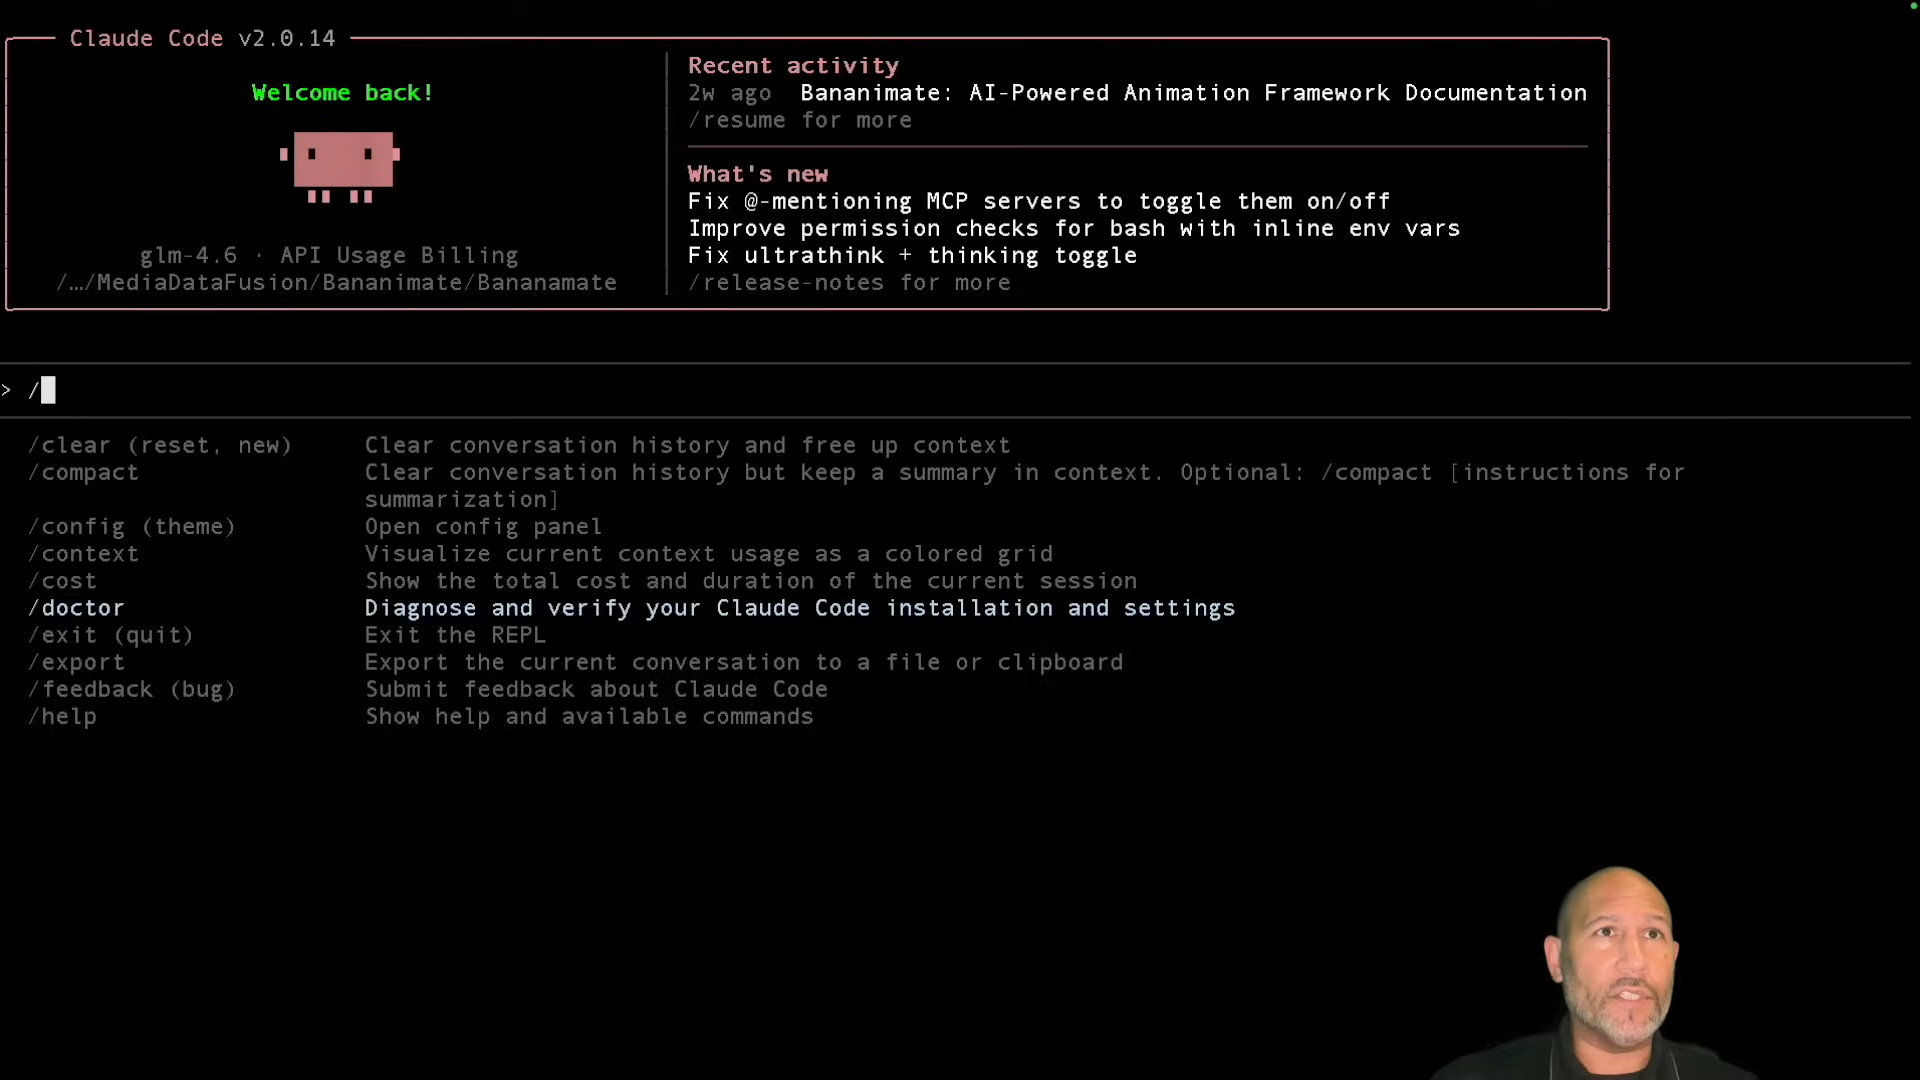 Claude Code v2.0.14
Welcome back!
glm-4.6 · API Usage Billing
/…/MediaDataFusion/Bananimate/Bananamate
Recent activity
2w ago Bananimate: AI-Powered Animation Framework Documentation
/resume for more
What's new
Fix @-mentioning MCP servers to toggle them on/off
Improve permission checks for bash with inline env vars
Fix ultrathink + thinking toggle
/release-notes for more
> /
/clear (reset, new) Clear conversation history and free up context
/compact Clear conversation history but keep a summary in context. Optional: /compact [instructions for
summarization]
/config (theme) Open config panel
/context Visualize current context usage as a colored grid
/cost Show the total cost and duration of the current session
/doctor Diagnose and verify your Claude Code installation and settings
/exit (quit) Exit the REPL
/export Export the current conversation to a file or clipboard
/feedback (bug) Submit feedback about Claude Code
/help Show help and available commands